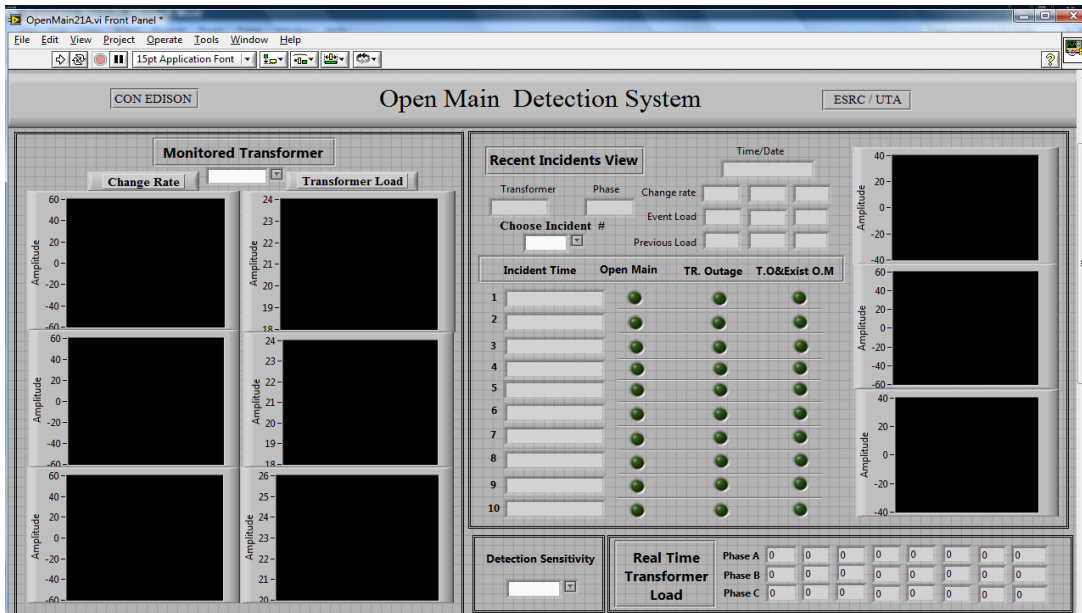 OpenMain21A.vi Front Panel *
File Edit View Project Operate Tools Window Help
15pt Application Font
CON EDISON
Open Main Detection System
ESRC / UTA
Monitored Transformer
Change Rate
Transformer Load
Amplitude
60
40
20
0
-20
-40
-60
Amplitude
24
23
22
21
20
19
18
Amplitude
60
40
20
0
-20
-40
-60
Amplitude
24
23
22
21
20
19
18
Amplitude
60
40
20
0
-20
-40
-60
Amplitude
26
25
24
23
22
21
20
Recent Incidents View
Time/Date
Transformer
Phase
Change rate
Event Load
Previous Load
Choose Incident #
Incident Time Open Main TR. Outage T.O&Exist O.M
1
2
3
4
5
6
7
8
9
10
Amplitude
40
20
0
-20
-40
Amplitude
60
40
20
0
-20
-40
-60
Amplitude
40
20
0
-20
-40
Detection Sensitivity
Real Time
Transformer
Load
Phase A 0 0 0 0 0 0 0 0
Phase B 0 0 0 0 0 0 0 0
Phase C 0 0 0 0 0 0 0 0